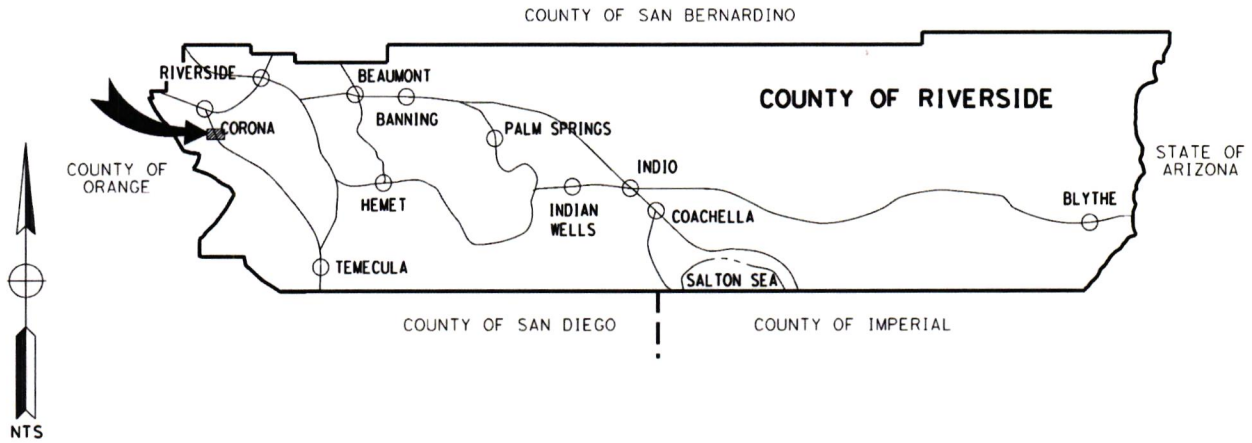 COUNTY OF SAN BERNARDINO
RIVERSIDE
BEAUMONT
COUNTY OF RIVERSIDE
BANNING
CORONA
PALM SPRINGS
COUNTY OF
ORANGE
STATE OF
ARIZONA
INDIO
HEMET
INDIAN
WELLS
COACHELLA
BLYTHE
TEMECULA
SALTON SEA
COUNTY OF SAN DIEGO
COUNTY OF IMPERIAL
NTS